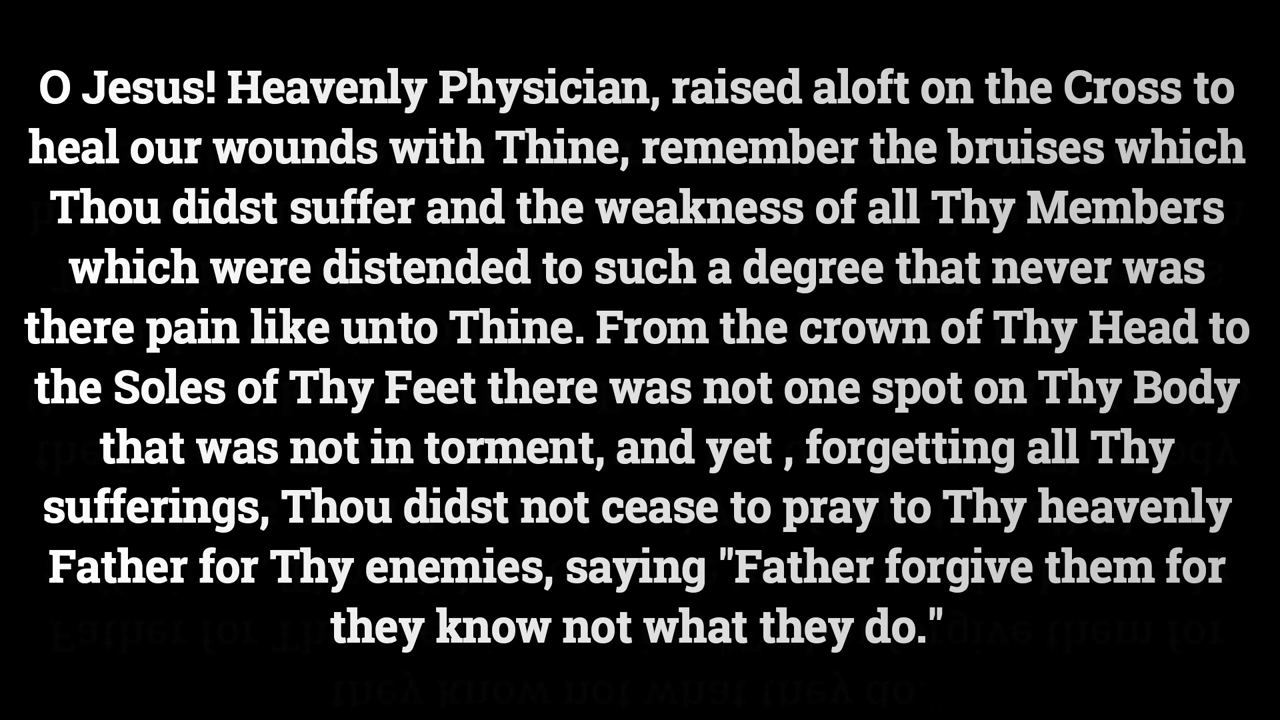 O Jesus! Heavenly Physician, raised aloft on the Cross to
heal our wounds with Thine, remember the bruises which
Thou didst suffer and the weakness of all Thy Members
which were distended to such a degree that never was
there pain like unto Thine. From the crown of Thy Head to
the Soles of Thy Feet there was not one spot on Thy Body
that was not in torment, and yet , forgetting all Thy
sufferings, Thou didst not cease to pray to Thy heavenly
Father for Thy enemies, saying "Father forgive them for
they know not what they do."